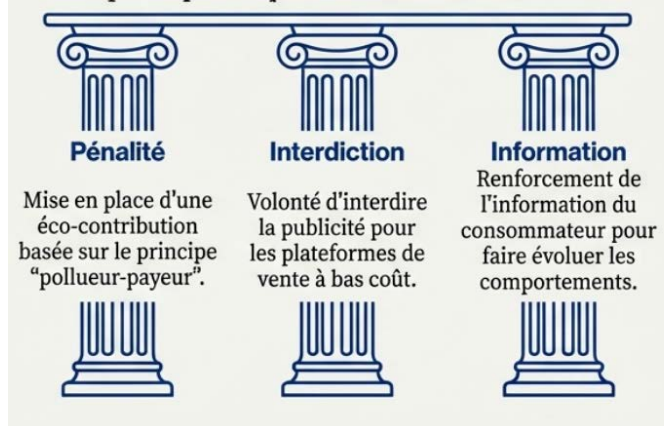 Pénalité
Mise en place d'une
éco-contribution
basée sur le principe
“pollueur-payeur”.
Interdiction
Volonté d'interdire
la publicité pour
les plateformes de
vente à bas coût.
Information
Renforcement de
l'information du
consommateur pour
faire évoluer les
comportements.